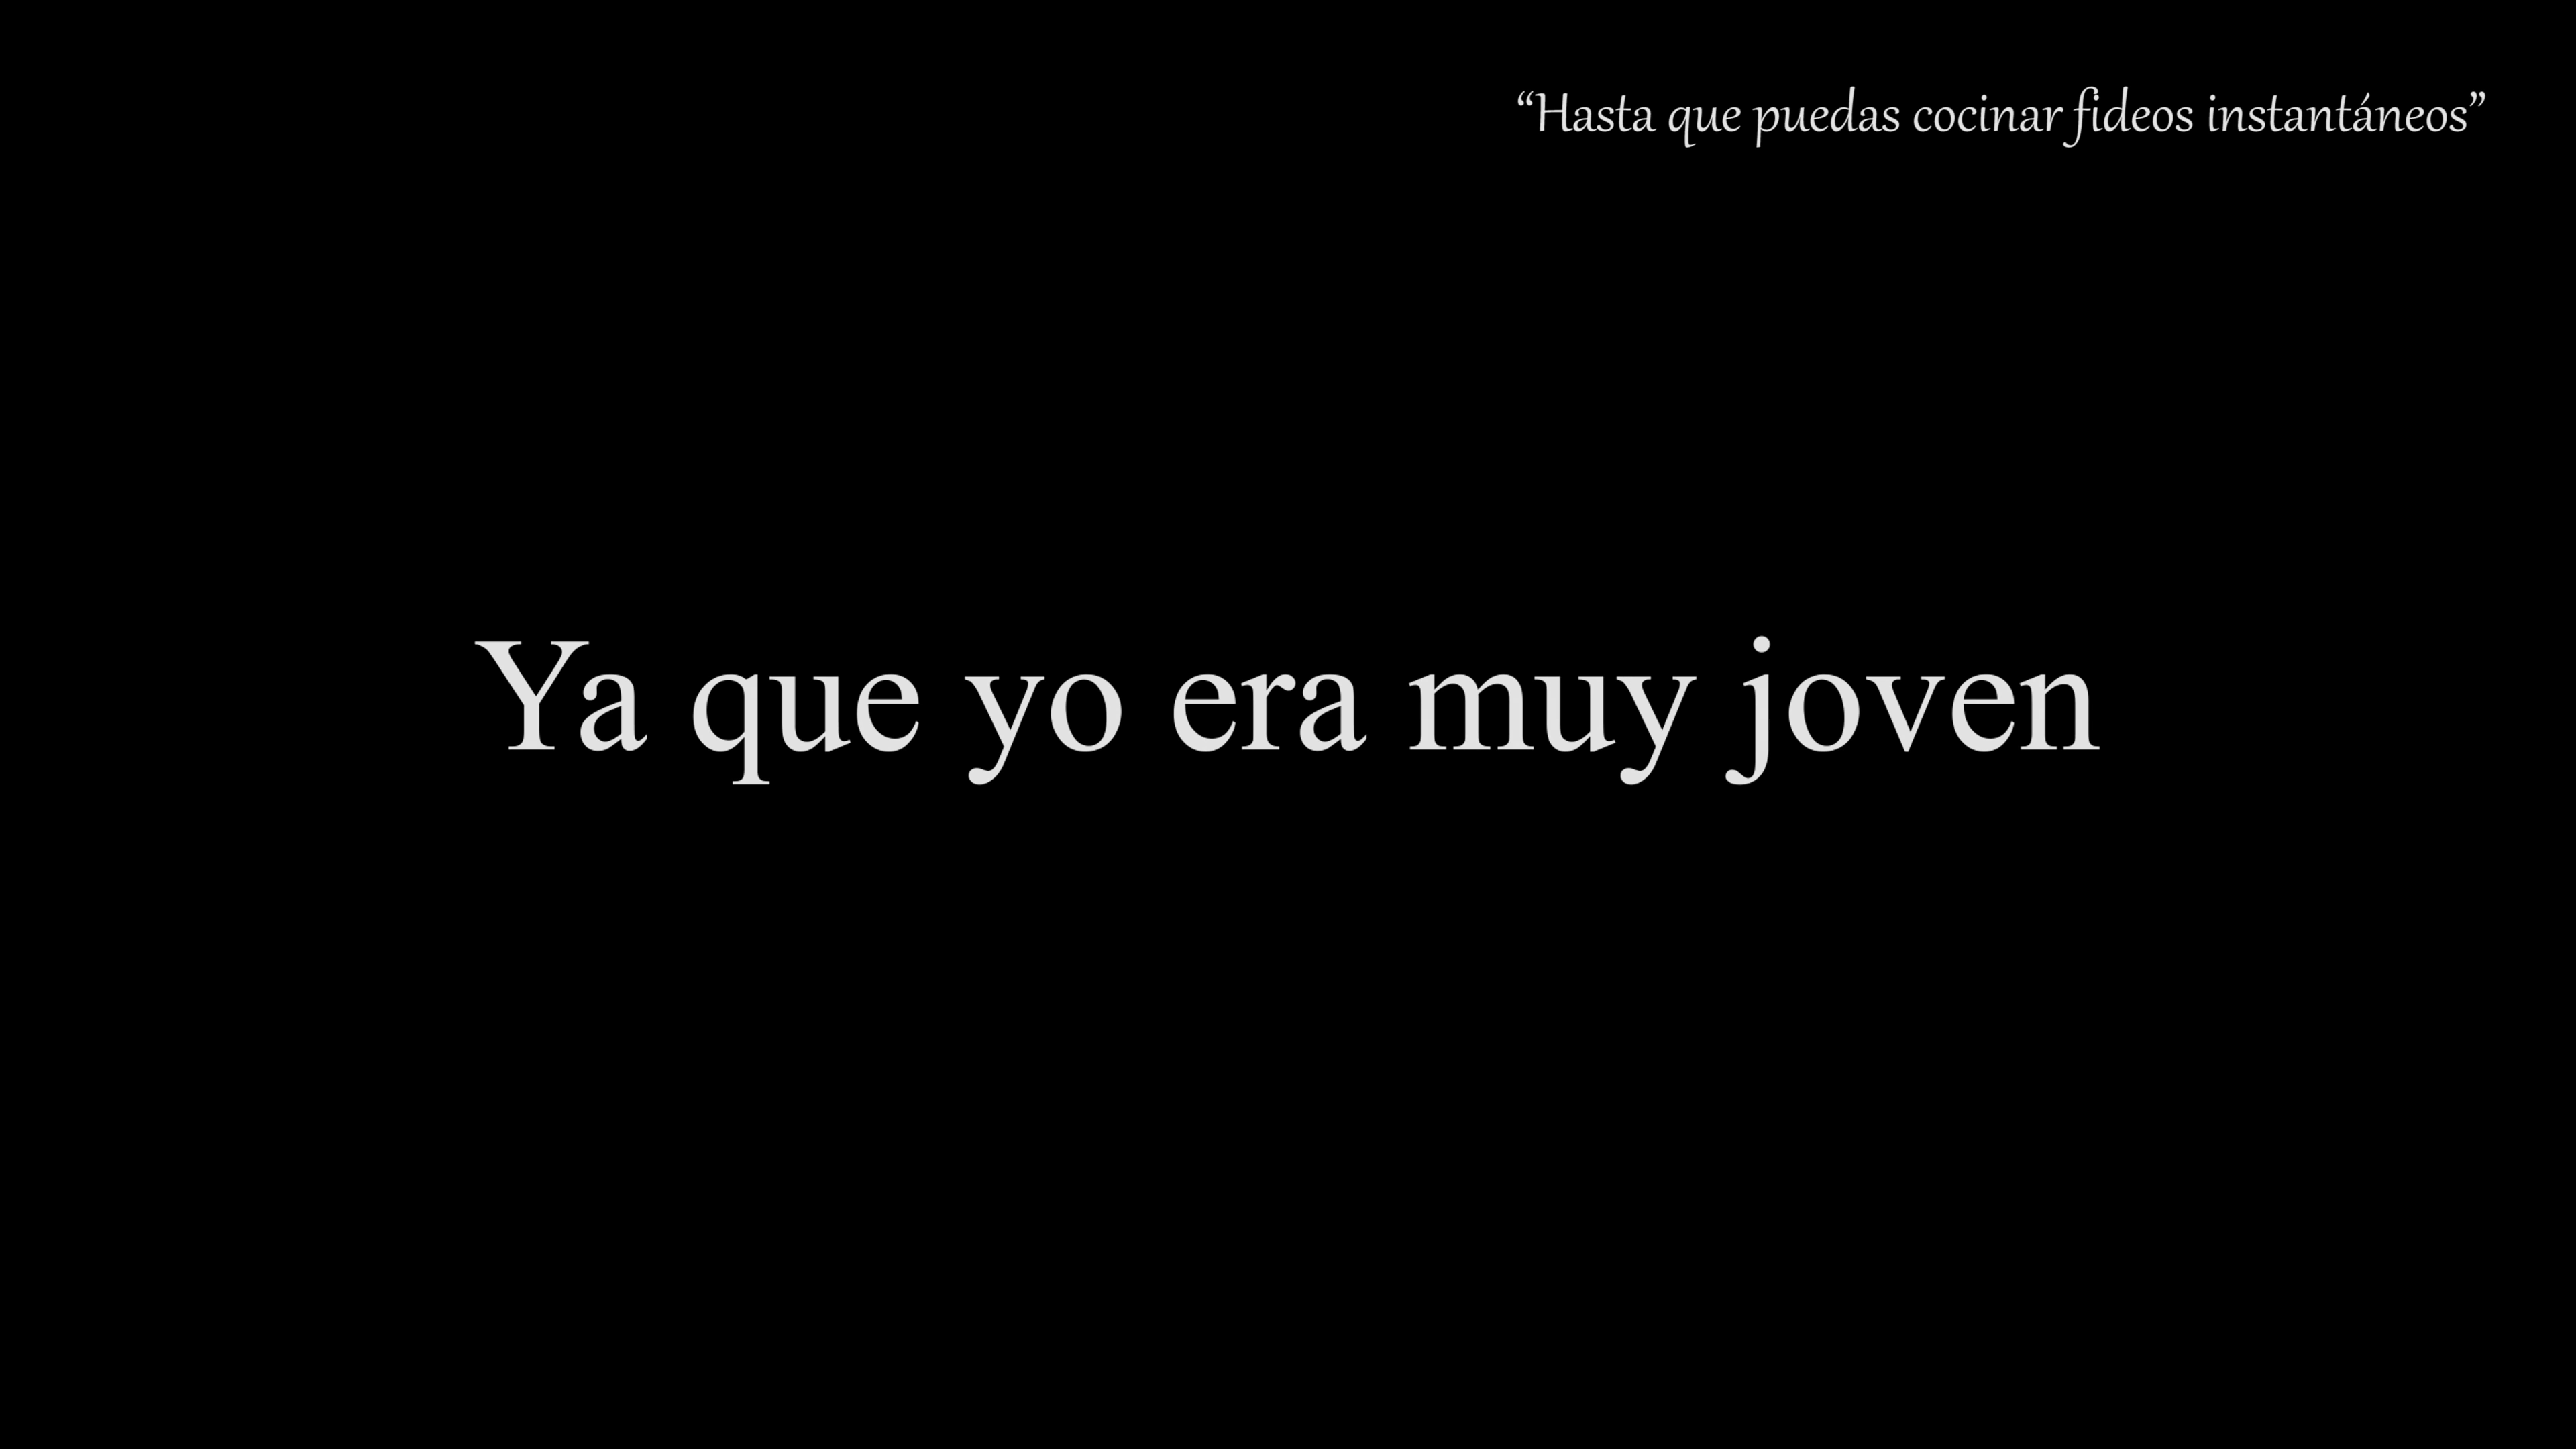 “Hasta que puedas cocinar fideos instantáneos”
Ya que yo era muy joven